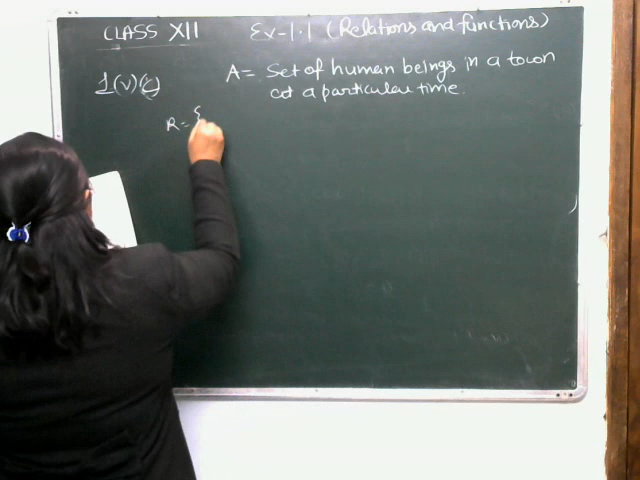 CLASS XII Ex-1.1 (Relations and functions)
1(v)(c) A = Set of human beings in a town
at a particular time.
R = {